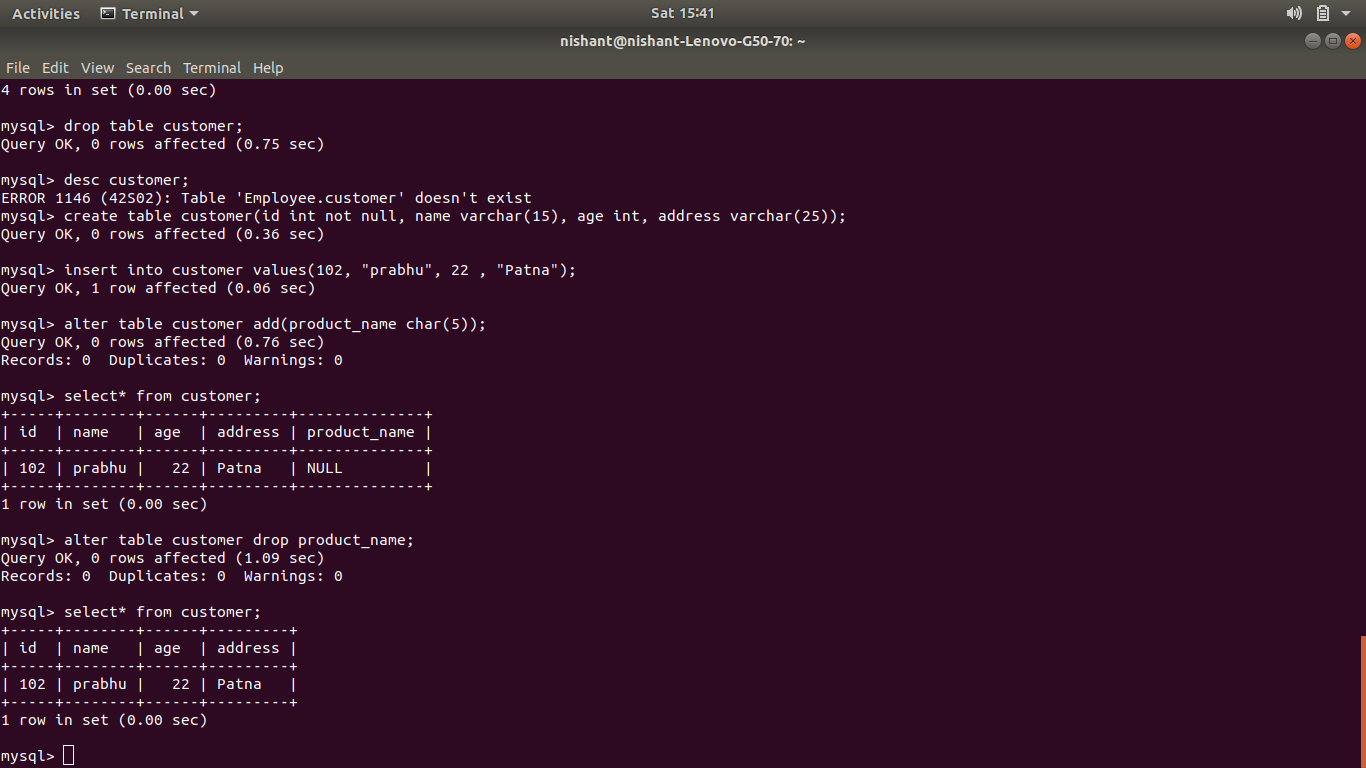 Activities Terminal Sat 15:41
nishant@nishant-Lenovo-G50-70: ~
File Edit View Search Terminal Help
4 rows in set (0.00 sec)
mysql> drop table customer;
Query OK, 0 rows affected (0.75 sec)
mysql> desc customer;
ERROR 1146 (42S02): Table 'Employee.customer' doesn't exist
mysql> create table customer(id int not null, name varchar(15), age int, address varchar(25));
Query OK, 0 rows affected (0.36 sec)
mysql> insert into customer values(102, "prabhu", 22 , "Patna");
Query OK, 1 row affected (0.06 sec)
mysql> alter table customer add(product_name char(5));
Query OK, 0 rows affected (0.76 sec)
Records: 0  Duplicates: 0  Warnings: 0
mysql> select* from customer;
+-----+--------+------+---------+--------------+
| id  | name   | age  | address | product_name |
+-----+--------+------+---------+--------------+
| 102 | prabhu |   22 | Patna   | NULL         |
+-----+--------+------+---------+--------------+
1 row in set (0.00 sec)
mysql> alter table customer drop product_name;
Query OK, 0 rows affected (1.09 sec)
Records: 0  Duplicates: 0  Warnings: 0
mysql> select* from customer;
+-----+--------+------+---------+
| id  | name   | age  | address |
+-----+--------+------+---------+
| 102 | prabhu |   22 | Patna   |
+-----+--------+------+---------+
1 row in set (0.00 sec)
mysql>